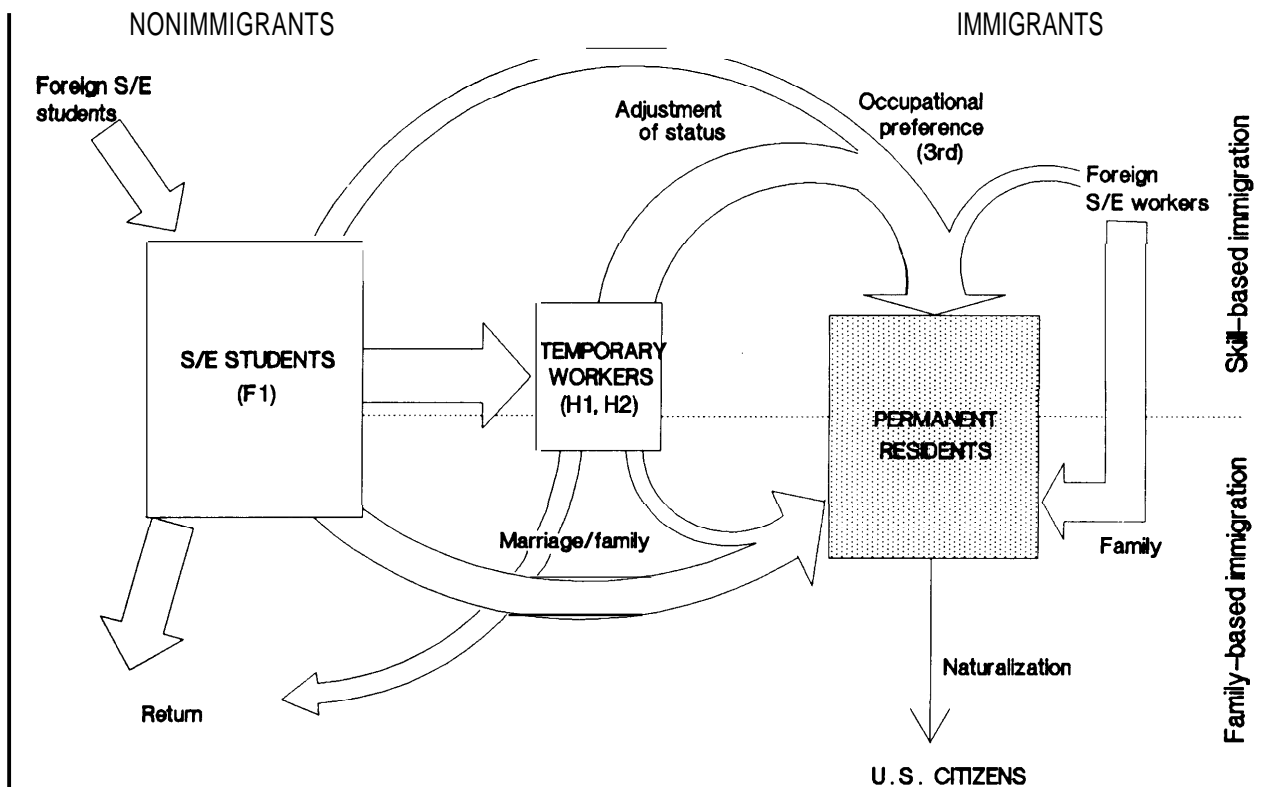 NONIMMIGRANTS
IMMIGRANTS
Foreign S/E
students
Adjustment
of status
Occupational
preference
(3rd)
Foreign
S/E workers
Skill-based immigration
S/E STUDENTS
(F1)
TEMPORARY
WORKERS
(H1, H2)
PERMANENT
RESIDENTS
Marriage/family
Family
Family-based immigration
Naturalization
Return
U.S. CITIZENS